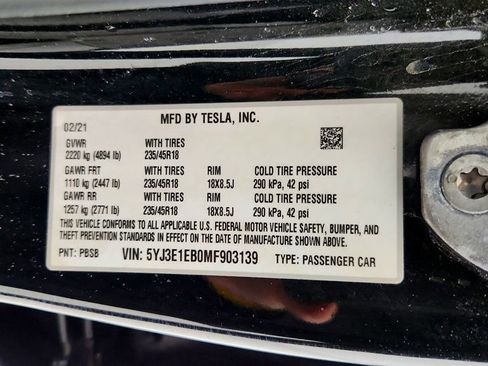 MFD BY TESLA, INC.
02/21
GVWR WITH TIRES
2220 kg (4894 lb) 235/45R18
GAWR FRT WITH TIRES RIM COLD TIRE PRESSURE
1110 kg (2447 lb) 235/45R18 18X8.5J 290 kPa, 42 psi
GAWR RR WITH TIRES RIM COLD TIRE PRESSURE
1257 kg (2771 lb) 235/45R18 18X8.5J 290 kPa, 42 psi
THIS VEHICLE CONFORMS TO ALL APPLICABLE U.S. FEDERAL MOTOR VEHICLE SAFETY, BUMPER, AND
THEFT PREVENTION STANDARDS IN EFFECT ON THE DATE OF MANUFACTURE SHOWN ABOVE.
PNT: PBSB VIN: 5YJ3E1EB0MF903139 TYPE: PASSENGER CAR